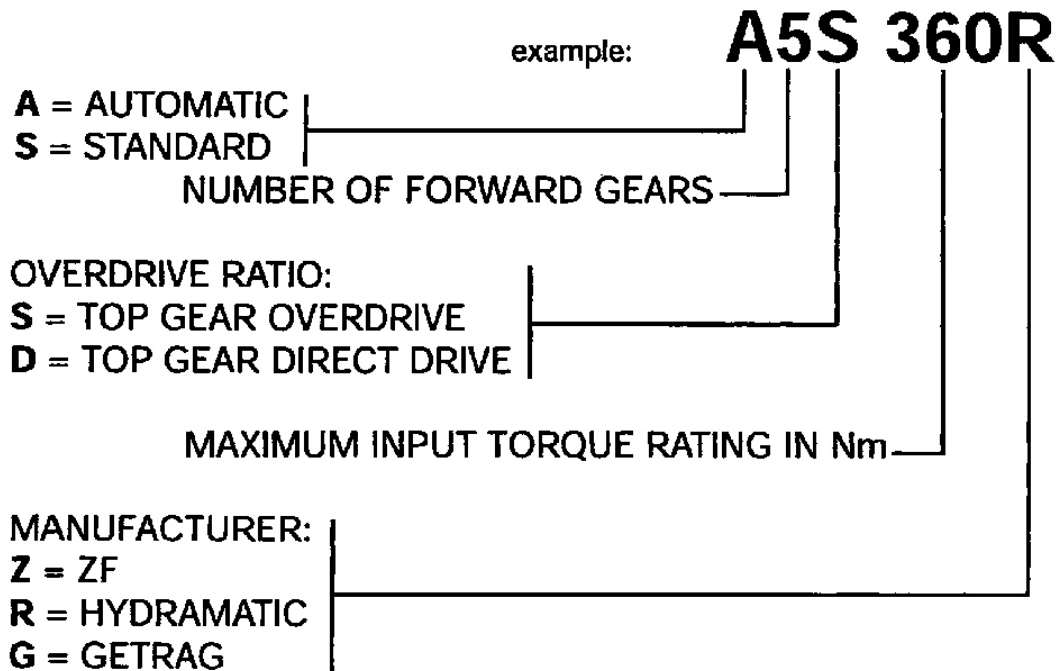 example: A5S 360R
A = AUTOMATIC
S = STANDARD
NUMBER OF FORWARD GEARS
OVERDRIVE RATIO:
S = TOP GEAR OVERDRIVE
D = TOP GEAR DIRECT DRIVE
MAXIMUM INPUT TORQUE RATING IN Nm
MANUFACTURER:
Z = ZF
R = HYDRAMATIC
G = GETRAG